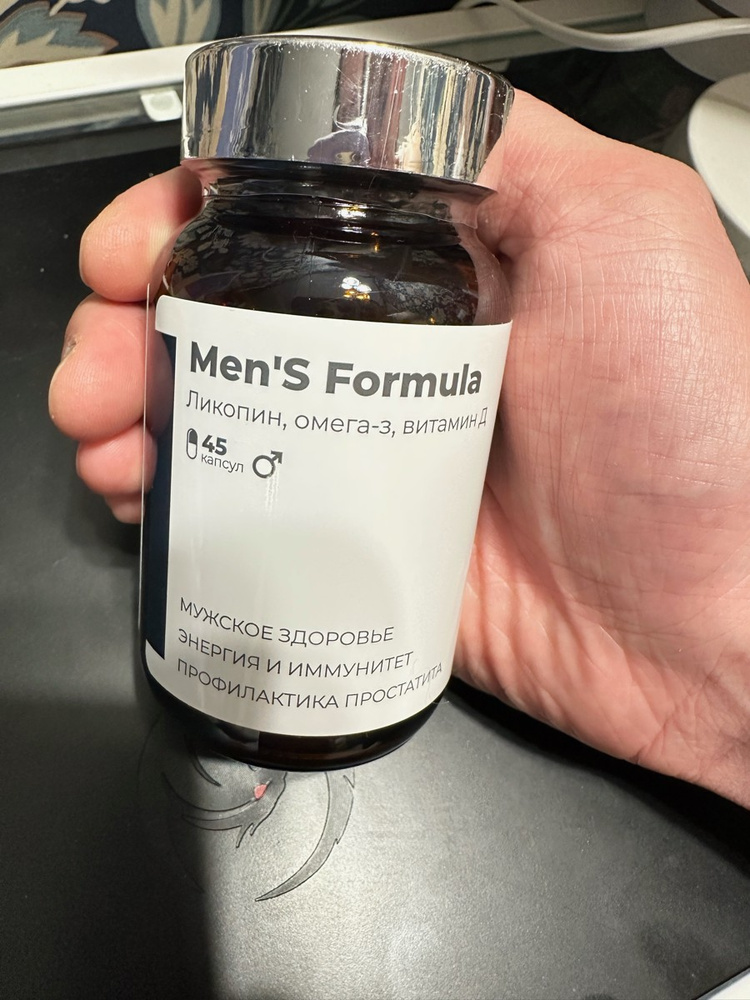 Men'S Formula
Ликопин, омега-3, витамин Д
45
капсул
МУЖСКОЕ ЗДОРОВЬЕ
ЭНЕРГИЯ И ИММУНИТЕТ
ПРОФИЛАКТИКА ПРОСТАТИТА